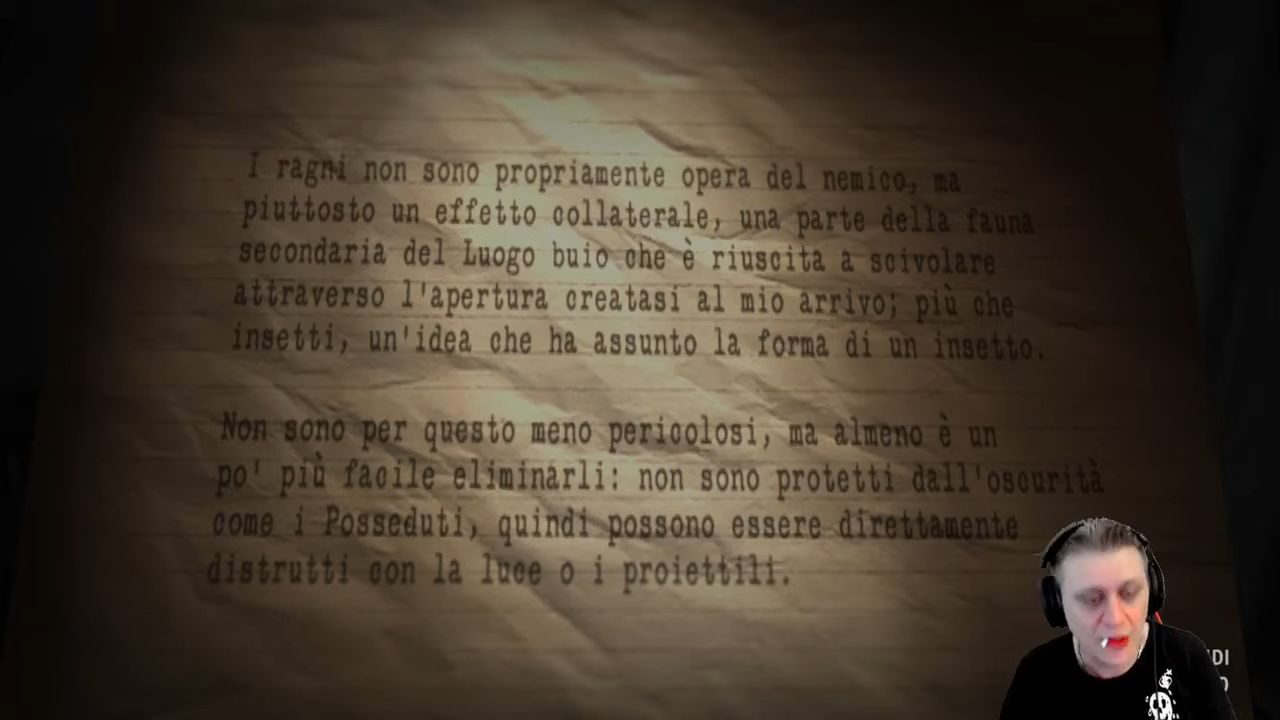 I ragni non sono propriamente opera del nemico, ma
piuttosto un effetto collaterale, una parte della fauna
secondaria del Luogo buio che è riuscita a scivolare
attraverso l'apertura creatasi al mio arrivo; più che
insetti, un'idea che ha assunto la forma di un insetto.
Non sono per questo meno pericolosi, ma almeno è un
po' più facile eliminarli: non sono protetti dall'oscurità
come i Posseduti, quindi possono essere direttamente
distrutti con la luce o i proiettili.